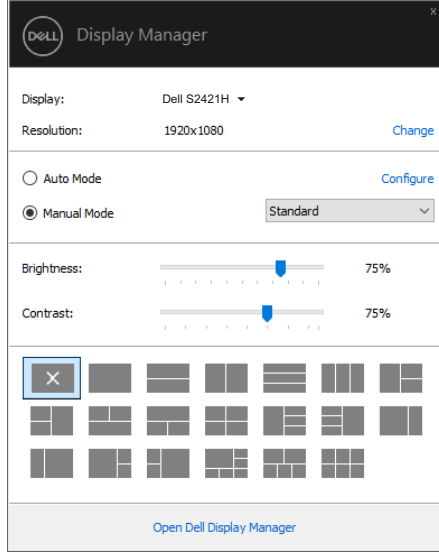 DELL Display Manager
Display: Dell S2421H
Resolution: 1920x1080 Change
Auto Mode Configure
Manual Mode Standard
Brightness: 75%
Contrast: 75%
Open Dell Display Manager